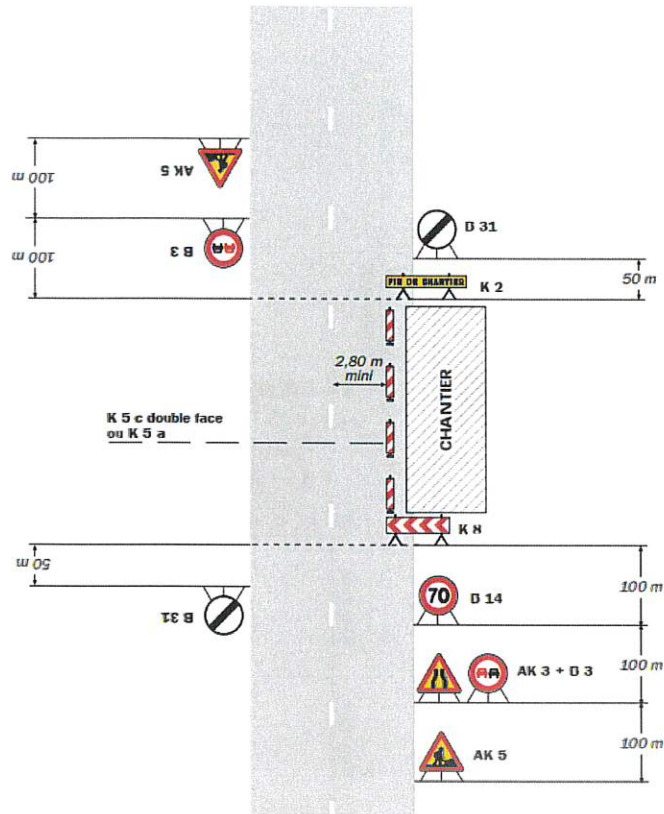 100 m
AK 5
100 m
B 3
B 31
FIN DE CHANTIER
K 2
50 m
2,80 m
mini
CHANTIER
K 5 c double face
ou K 5 a
K 8
50 m
B 31
100 m
70
B 14
100 m
AK 3 + B 3
100 m
AK 5